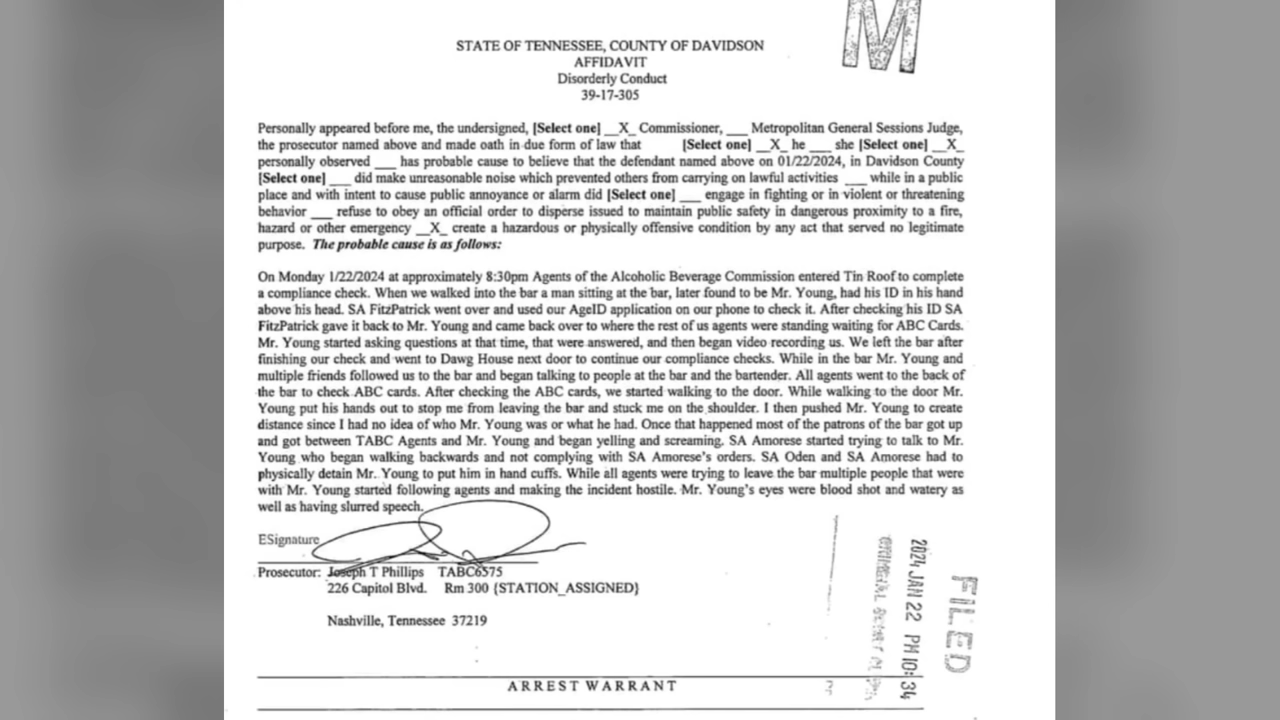 M
STATE OF TENNESSEE, COUNTY OF DAVIDSON
AFFIDAVIT
Disorderly Conduct
39-17-305
Personally appeared before me, the undersigned, [Select one] __X_ Commissioner, ___ Metropolitan General Sessions Judge,
the prosecutor named above and made oath in due form of law that [Select one] __X_ he ___ she [Select one] __X_
personally observed ___ has probable cause to believe that the defendant named above on 01/22/2024, in Davidson County
[Select one] ___ did make unreasonable noise which prevented others from carrying on lawful activities ___ while in a public
place and with intent to cause public annoyance or alarm did [Select one] ___ engage in fighting or in violent or threatening
behavior ___ refuse to obey an official order to disperse issued to maintain public safety in dangerous proximity to a fire,
hazard or other emergency __X_ create a hazardous or physically offensive condition by any act that served no legitimate
purpose. The probable cause is as follows:
On Monday 1/22/2024 at approximately 8:30pm Agents of the Alcoholic Beverage Commission entered Tin Roof to complete
a compliance check. When we walked into the bar a man sitting at the bar, later found to be Mr. Young, had his ID in his hand
above his head. SA FitzPatrick went over and used our AgeID application on our phone to check it. After checking his ID SA
FitzPatrick gave it back to Mr. Young and came back over to where the rest of us agents were standing waiting for ABC Cards.
Mr. Young started asking questions at that time, that were answered, and then began video recording us. We left the bar after
finishing our check and went to Dawg House next door to continue our compliance checks. While in the bar Mr. Young and
multiple friends followed us to the bar and began talking to people at the bar and the bartender. All agents went to the back of
the bar to check ABC cards. After checking the ABC cards, we started walking to the door. While walking to the door Mr.
Young put his hands out to stop me from leaving the bar and stuck me on the shoulder. I then pushed Mr. Young to create
distance since I had no idea of who Mr. Young was or what he had. Once that happened most of the patrons of the bar got up
and got between TABC Agents and Mr. Young and began yelling and screaming. SA Amorese started trying to talk to Mr.
Young who began walking backwards and not complying with SA Amorese's orders. SA Oden and SA Amorese had to
physically detain Mr. Young to put him in hand cuffs. While all agents were trying to leave the bar multiple people that were
with Mr. Young started following agents and making the incident hostile. Mr. Young's eyes were blood shot and watery as
well as having slurred speech.
ESignature
Prosecutor: Joseph T Phillips TABC6575
226 Capitol Blvd. Rm 300 {STATION_ASSIGNED}
Nashville, Tennessee 37219
ARREST WARRANT
2024 JAN 22 PM 10:34
FILED